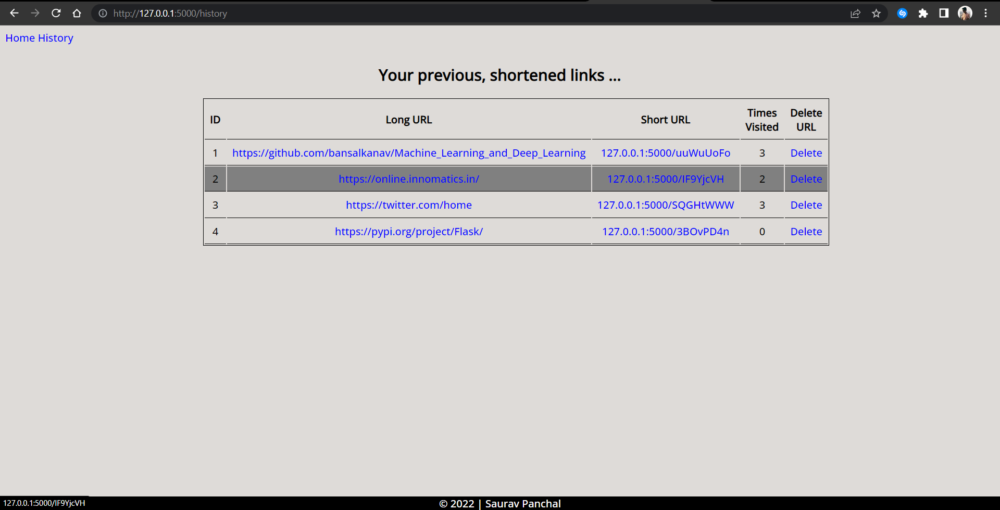 http://127.0.0.1:5000/history
Home History
Your previous, shortened links ...
ID Long URL Short URL Times Visited Delete URL
1 https://github.com/bansalkanav/Machine_Learning_and_Deep_Learning 127.0.0.1:5000/uuWuUoFo 3 Delete
2 https://online.innomatics.in/ 127.0.0.1:5000/IF9YjcVH 2 Delete
3 https://twitter.com/home 127.0.0.1:5000/SQGHtWWW 3 Delete
4 https://pypi.org/project/Flask/ 127.0.0.1:5000/3BOvPD4n 0 Delete
127.0.0.1:5000/IF9YjcVH
© 2022 | Saurav Panchal